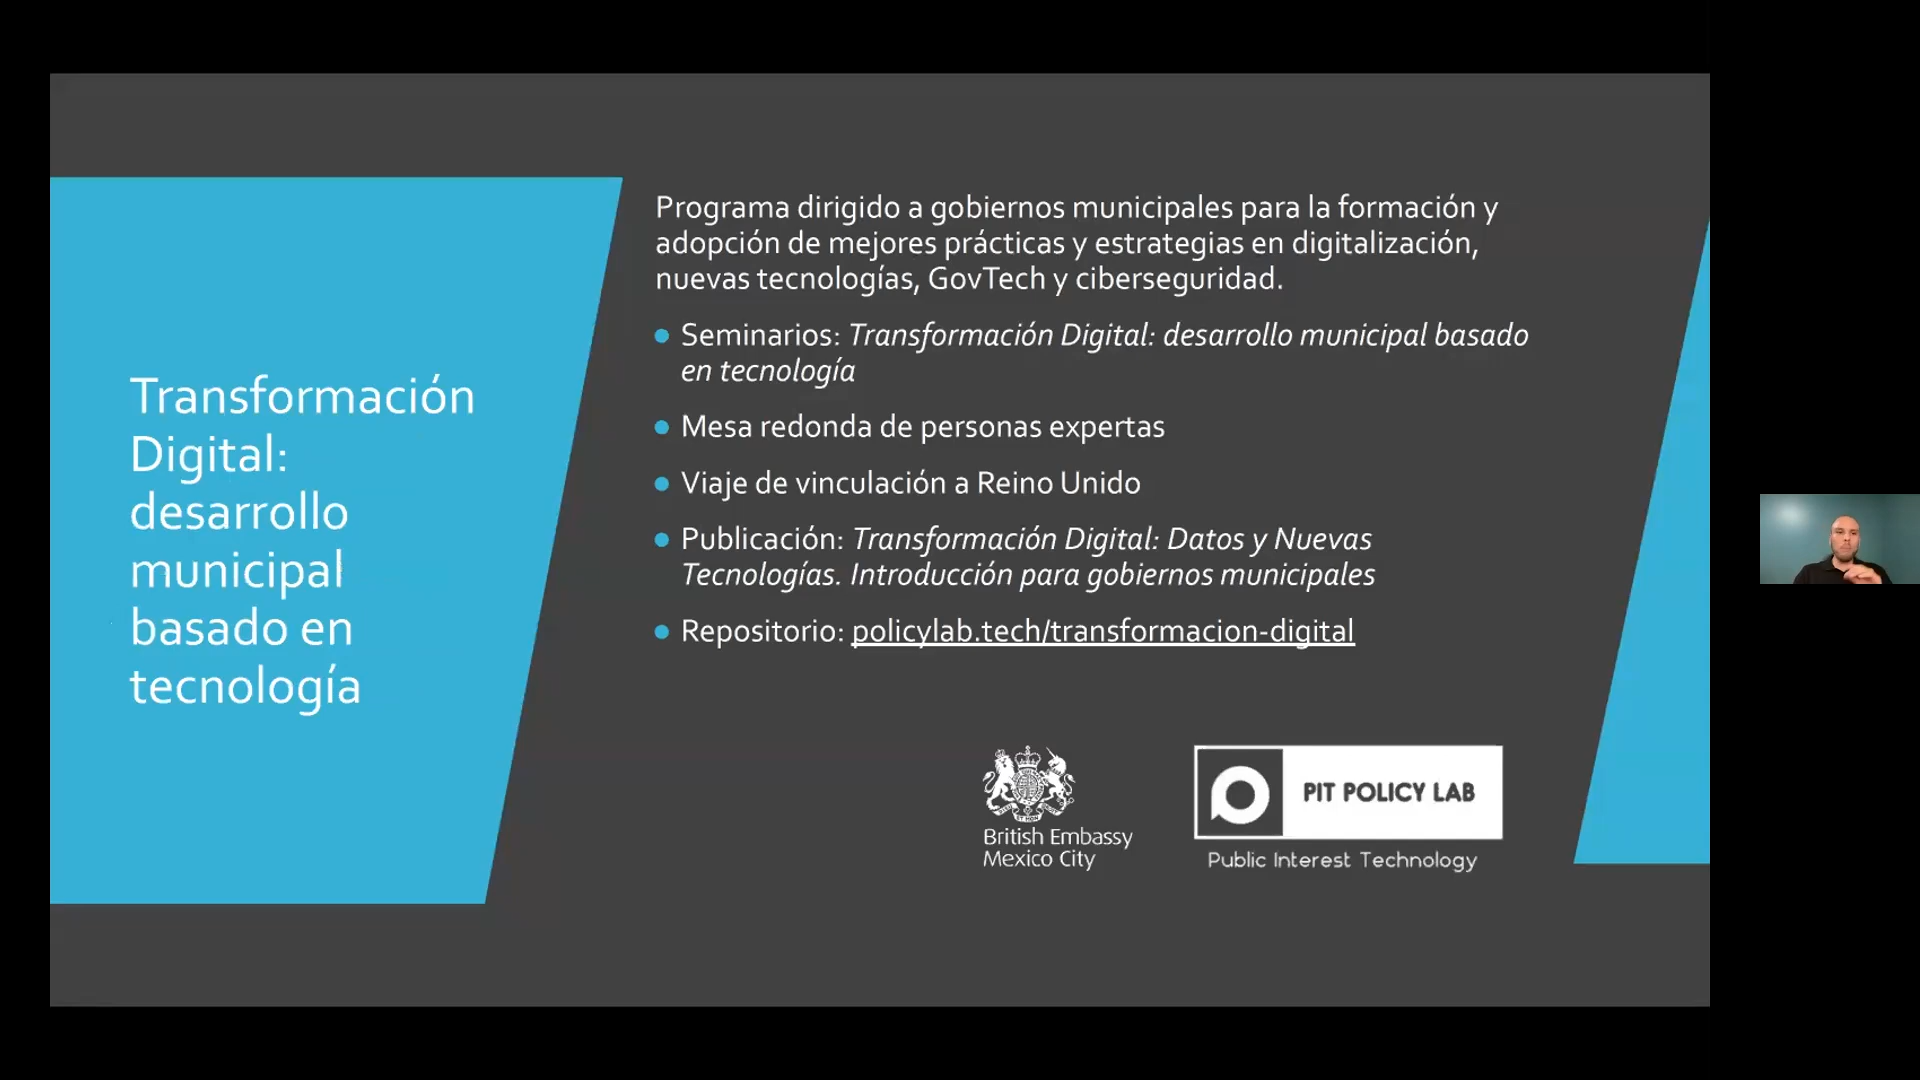 Transformación
Digital:
desarrollo
municipal
basado en
tecnología
Programa dirigido a gobiernos municipales para la formación y
adopción de mejores prácticas y estrategias en digitalización,
nuevas tecnologías, GovTech y ciberseguridad.
Seminarios: Transformación Digital: desarrollo municipal basado
en tecnología
Mesa redonda de personas expertas
Viaje de vinculación a Reino Unido
Publicación: Transformación Digital: Datos y Nuevas
Tecnologías. Introducción para gobiernos municipales
Repositorio: policylab.tech/transformacion-digital
British Embassy
Mexico City
PIT POLICY LAB
Public Interest Technology